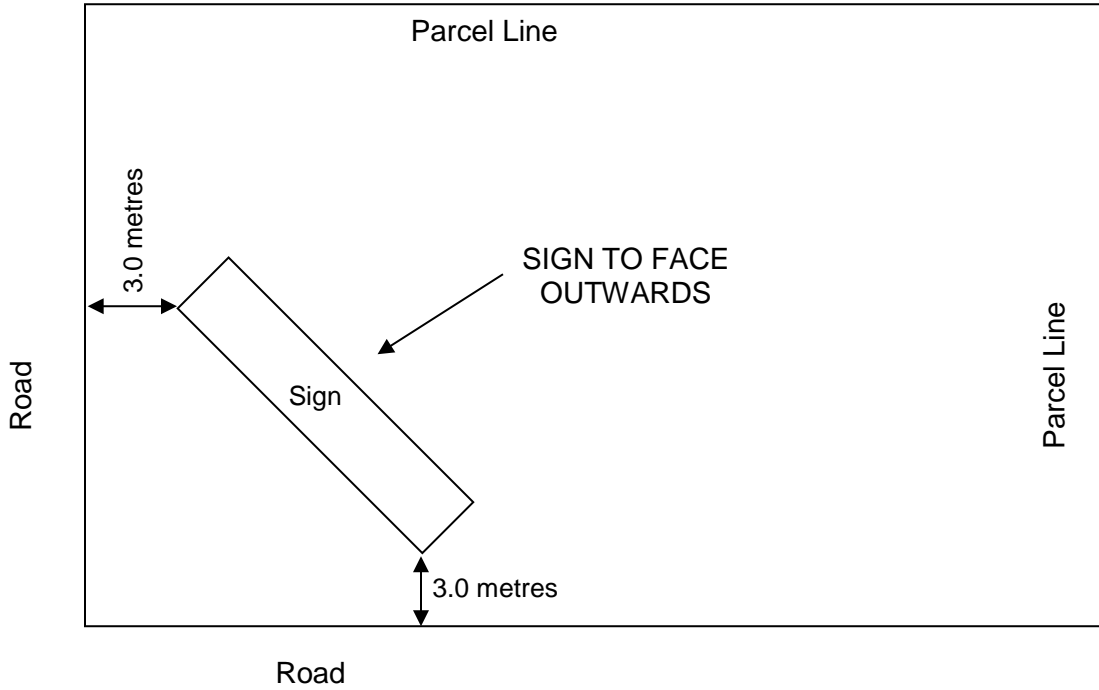 Parcel Line
3.0 metres
SIGN TO FACE
OUTWARDS
Sign
Road
Parcel Line
3.0 metres
Road